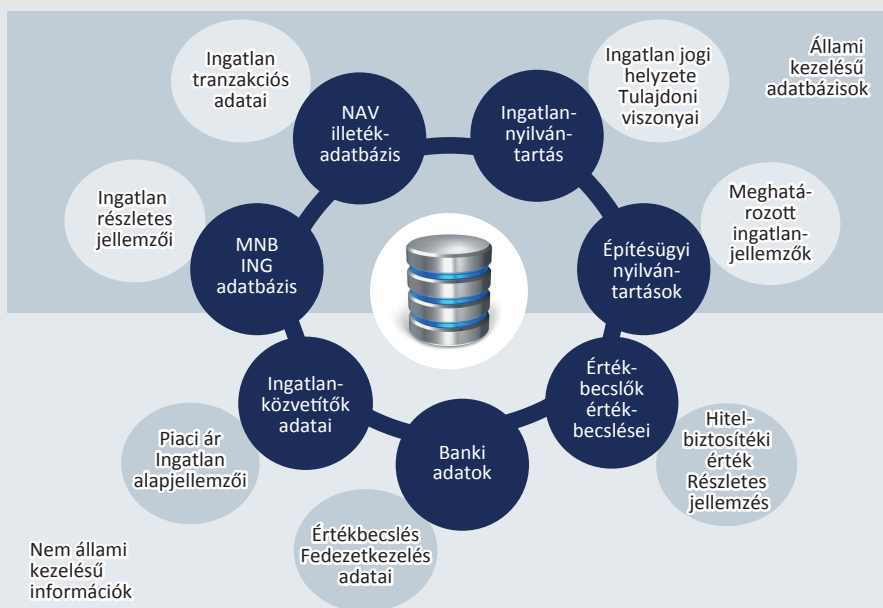 Ingatlan
tranzakciós
adatai
NAV
illeték-
adatbázis
Ingatlan-
nyilván-
tartás
Ingatlan jogi
helyzete
Tulajdoni
viszonyai
Állami
kezelésű
adatbázisok
Ingatlan
részletes
jellemzői
MNB
ING
adatbázis
Építésügyi
nyilván-
tartások
Meghatá-
rozott
ingatlan-
jellemzők
Ingatlan-
közvetítők
adatai
Érték-
becslők
érték-
becslései
Piaci ár
Ingatlan
alapjellemzői
Banki
adatok
Hitel-
biztosítéki
érték
Részletes
jellemzés
Értékbecslés
Fedezetkezelés
adatai
Nem állami
kezelésű
információk